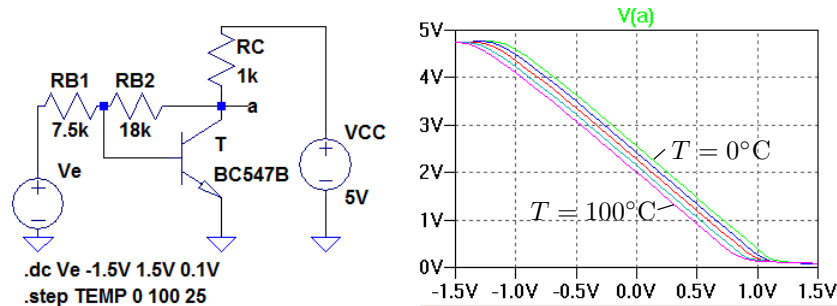 RB1
7.5k
RB2
18k
RC
1k
a
T
BC547B
VCC
5V
Ve
.dc Ve -1.5V 1.5V 0.1V
.step TEMP 0 100 25
V(a)
5V
4V
3V
2V
1V
0V
-1.5V -1.0V -0.5V 0.0V 0.5V 1.0V 1.5V
T = 0°C
T = 100°C